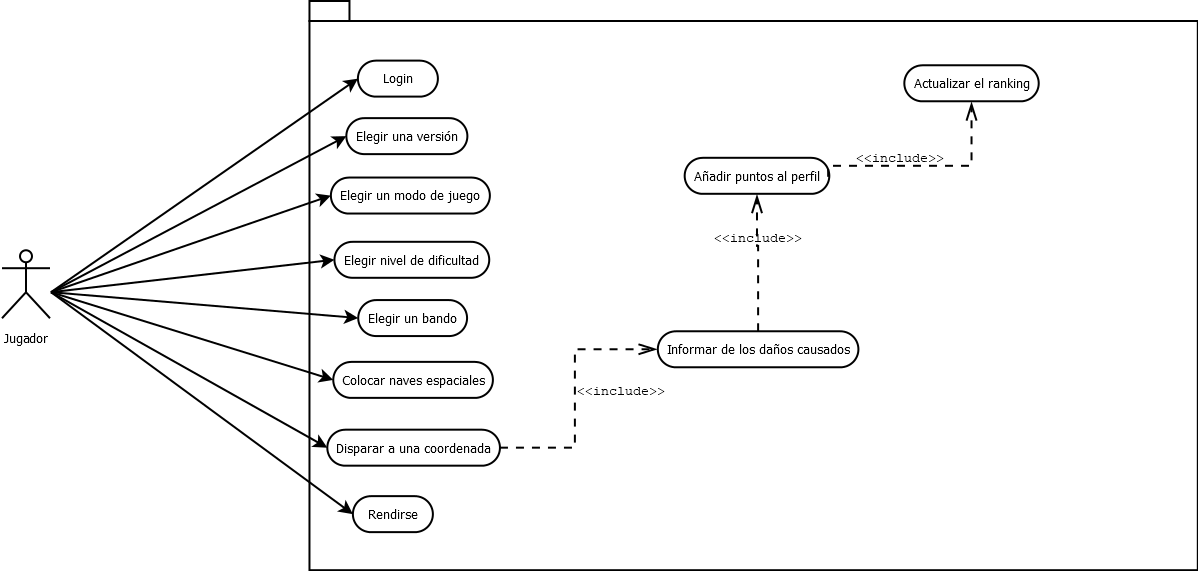 Login
Actualizar el ranking
Elegir una versión
<<include>>
Añadir puntos al perfil
Elegir un modo de juego
<<include>>
Elegir nivel de dificultad
Elegir un bando
Jugador
Informar de los daños causados
Colocar naves espaciales
<<include>>
Disparar a una coordenada
Rendirse